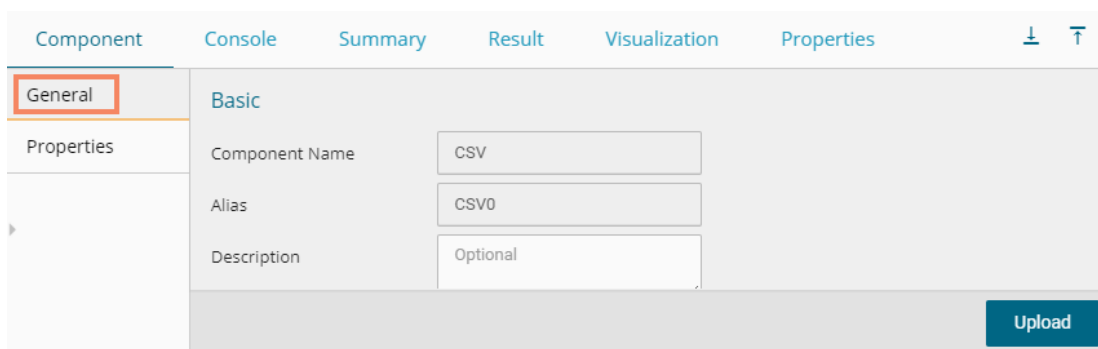 Component Console Summary Result Visualization Properties
General
Basic
Properties
Component Name CSV
Alias CSV0
Description Optional
Upload